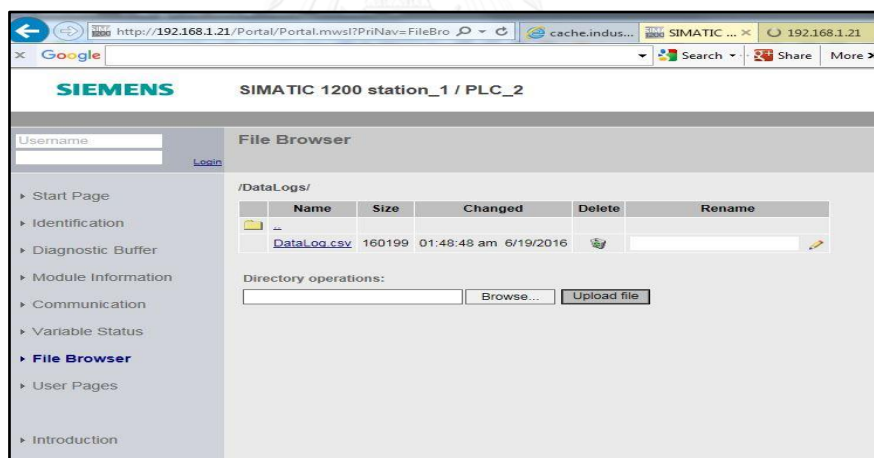 http://192.168.1.21/Portal/Portal.mwsl?PriNav=FileBro
cache.indus...
SIMATIC ...
192.168.1.21
Google
Search
Share
More
SIEMENS
SIMATIC 1200 station_1 / PLC_2
Username
Login
File Browser
Start Page
Identification
Diagnostic Buffer
Module Information
Communication
Variable Status
File Browser
User Pages
Introduction
/DataLogs/
Name Size Changed Delete Rename
..
DataLog.csv 160199 01:48:48 am 6/19/2016
Directory operations:
Browse... Upload file